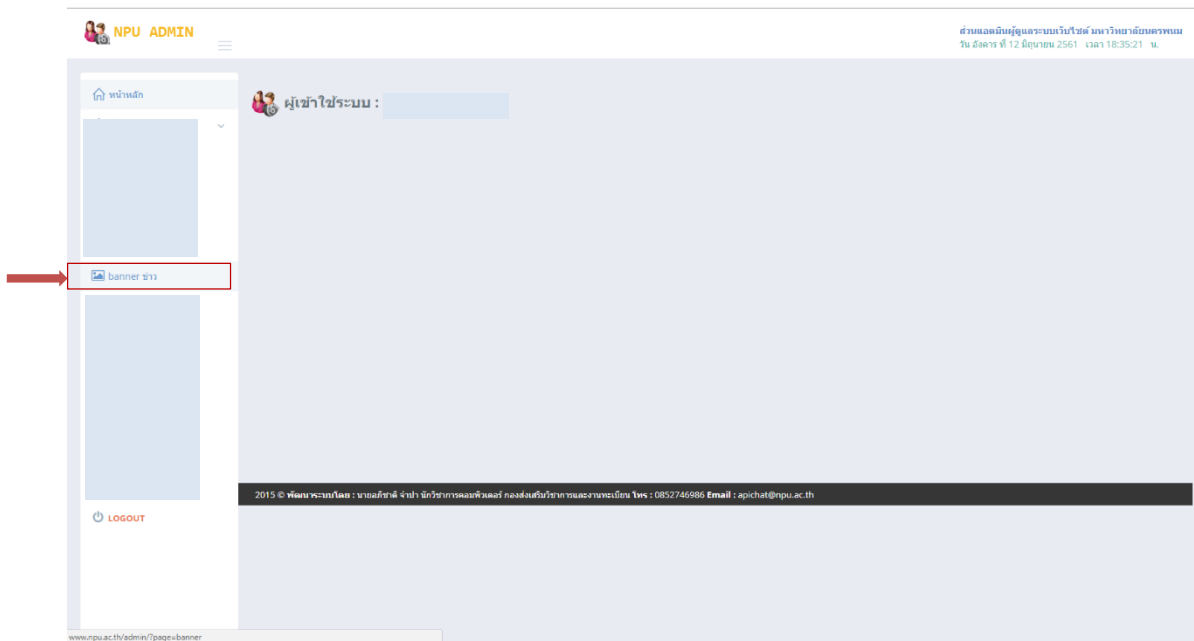 NPU ADMIN
ส่วนแอดมินผู้ดูแลระบบเว็บไซต์ มหาวิทยาลัยนครพนม
วัน อังคาร ที่ 12 มิถุนายน 2561 เวลา 18:35:21 น.
หน้าหลัก
ผู้เข้าใช้ระบบ :
banner ข่าว
2015 © พัฒนาระบบโดย : นายอภิชาติ จำปา นักวิชาการคอมพิวเตอร์ กองส่งเสริมวิชาการและงานทะเบียน โทร : 0852746986 Email : apichat@npu.ac.th
LOGOUT
www.npu.ac.th/admin/?page=banner